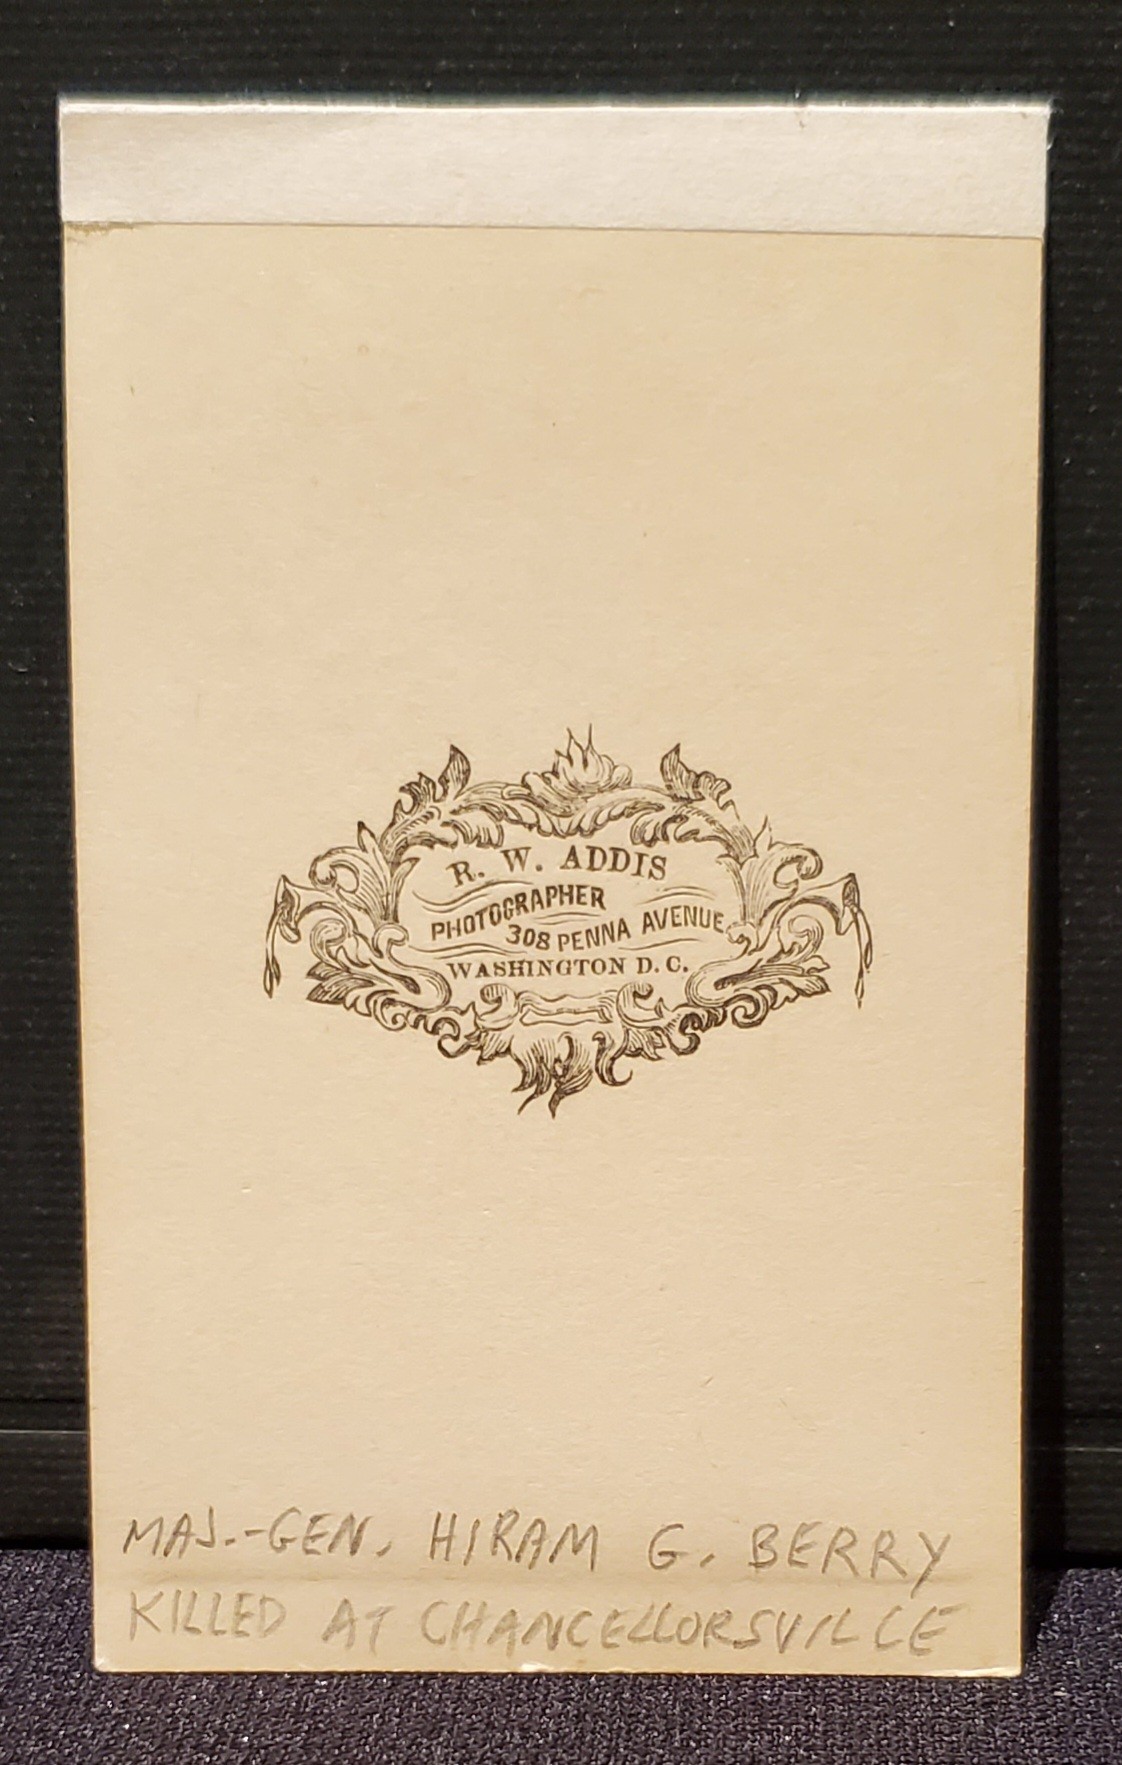 R. W. ADDIS
PHOTOGRAPHER
308 PENNA AVENUE
WASHINGTON D. C.
MAJ.-GEN. HIRAM G. BERRY
KILLED AT CHANCELLORSVILLE